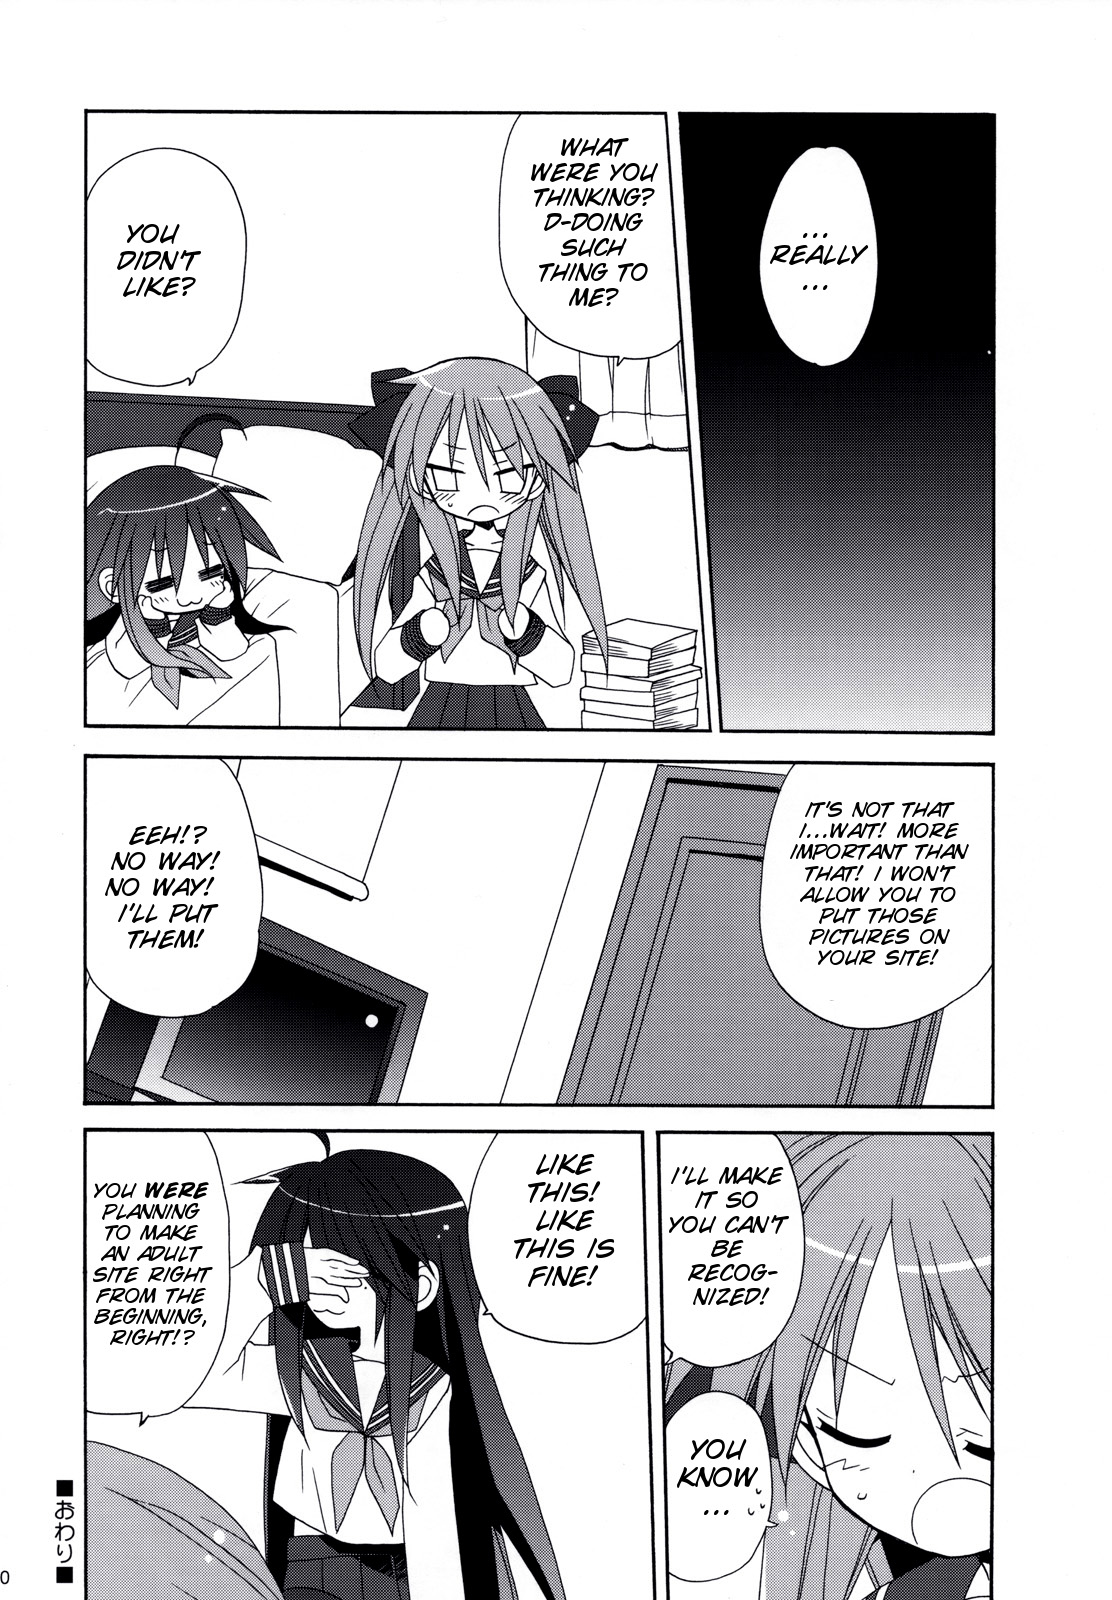 ...
REALLY
...
WHAT
WERE YOU
THINKING?
D-DOING
SUCH
THING TO
ME?
YOU
DIDN'T
LIKE?
IT'S NOT THAT
I...WAIT! MORE
IMPORTANT THAN
THAT! I WON'T
ALLOW YOU TO
PUT THOSE
PICTURES ON
YOUR SITE!
EEH!?
NO WAY!
NO WAY!
I'LL PUT
THEM!
I'LL MAKE
IT SO
YOU CAN'T
BE
RECOG-
NIZED!
YOU
KNOW
...
LIKE
THIS!
LIKE
THIS IS
FINE!
YOU WERE
PLANNING
TO MAKE
AN ADULT
SITE RIGHT
FROM THE
BEGINNING,
RIGHT!?
■おわり■
0